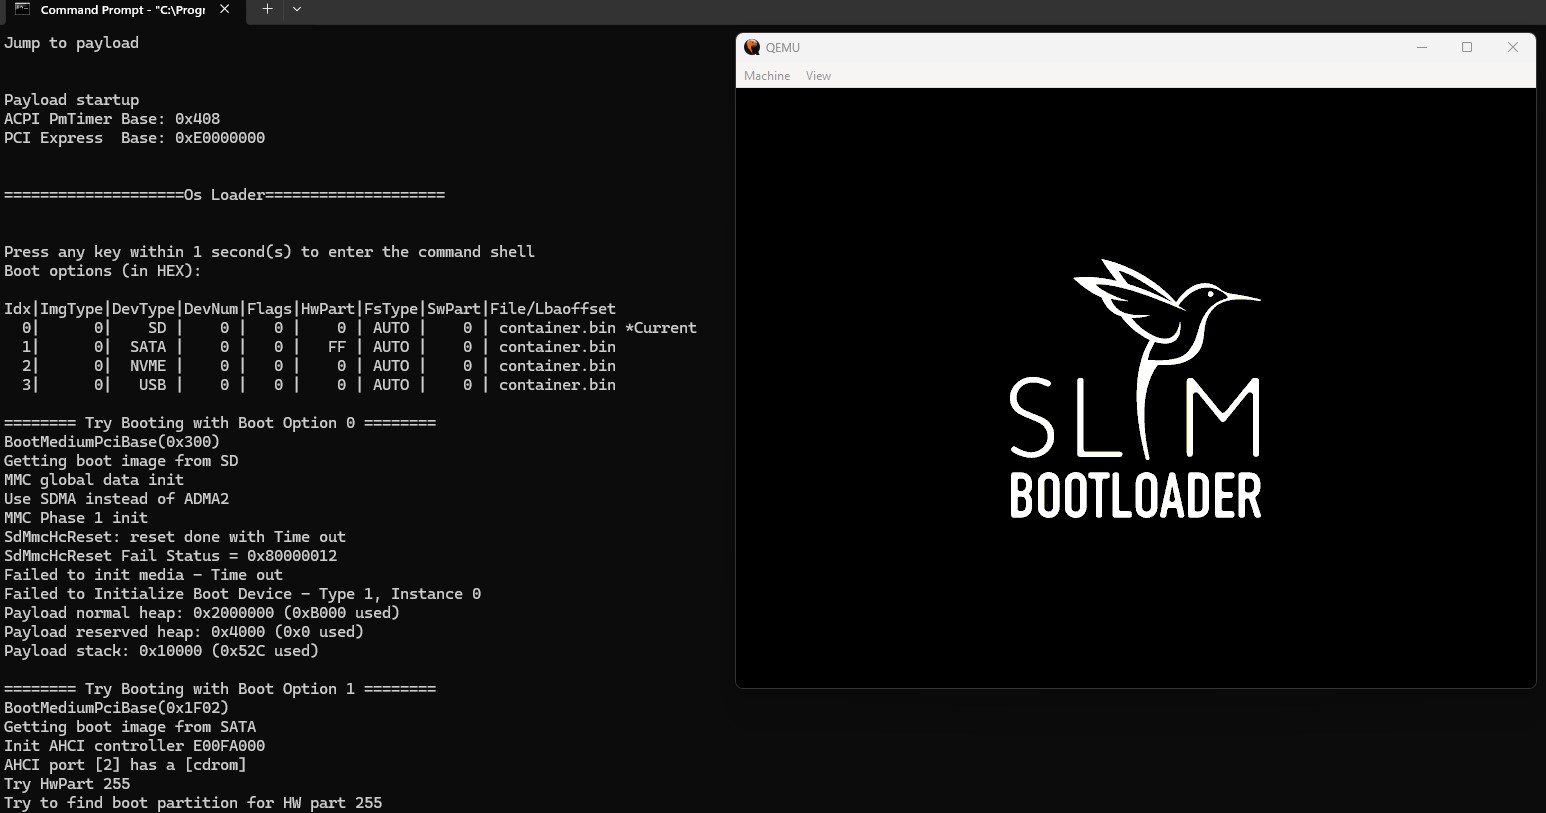 Command Prompt - "C:\Progr
Jump to payload
Payload startup
ACPI PmTimer Base: 0x408
PCI Express  Base: 0xE0000000
====================Os Loader====================
Press any key within 1 second(s) to enter the command shell
Boot options (in HEX):
Idx|ImgType|DevType|DevNum|Flags|HwPart|FsType|SwPart|File/Lbaoffset
  0|      0|    SD |    0 |   0 |    0 | AUTO |    0 | container.bin *Current
  1|      0|  SATA |    0 |   0 |   FF | AUTO |    0 | container.bin
  2|      0|  NVME |    0 |   0 |    0 | AUTO |    0 | container.bin
  3|      0|   USB |    0 |   0 |    0 | AUTO |    0 | container.bin
======== Try Booting with Boot Option 0 ========
BootMediumPciBase(0x300)
Getting boot image from SD
MMC global data init
Use SDMA instead of ADMA2
MMC Phase 1 init
SdMmcHcReset: reset done with Time out
SdMmcHcReset Fail Status = 0x80000012
Failed to init media - Time out
Failed to Initialize Boot Device - Type 1, Instance 0
Payload normal heap: 0x2000000 (0xB000 used)
Payload reserved heap: 0x4000 (0x0 used)
Payload stack: 0x10000 (0x52C used)
======== Try Booting with Boot Option 1 ========
BootMediumPciBase(0x1F02)
Getting boot image from SATA
Init AHCI controller E00FA000
AHCI port [2] has a [cdrom]
Try HwPart 255
Try to find boot partition for HW part 255
QEMU
Machine View
SLIM
BOOTLOADER